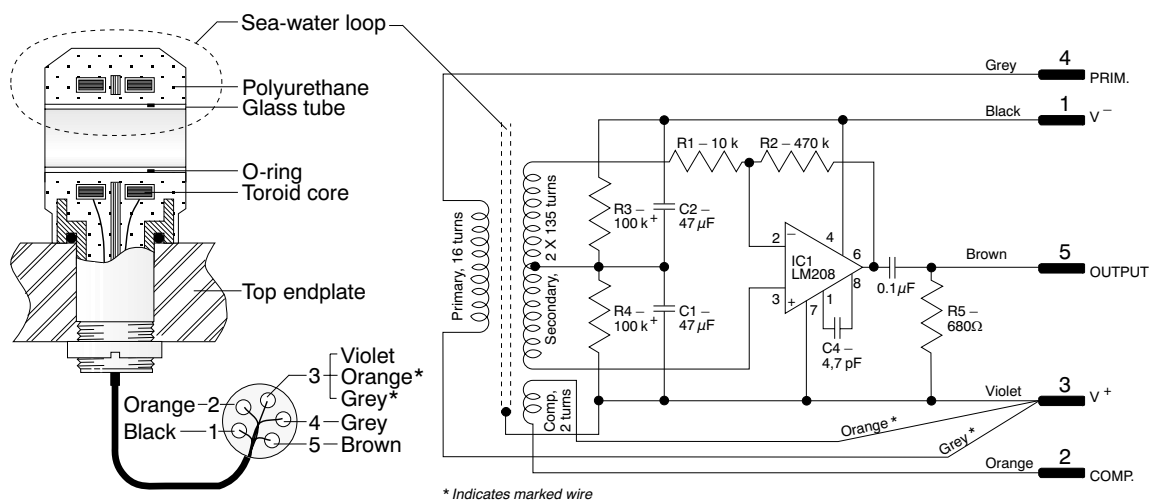 Sea-water loop
Polyurethane
Glass tube
O-ring
Toroid core
Top endplate
3
Violet
Orange*
Grey*
Orange 2
Black 1
4 Grey
5 Brown
Grey
4
PRIM.
Black
1
V−
R1 – 10 k
R2 – 470 k
Primary, 16 turns
Secondary, 2 X 135 turns
R3 –
100 k
+
C2 –
47 µF
2
−
4
IC1
LM208
6
8
3
+
7
1
C4 –
4,7 pF
0.1 µF
Brown
5
OUTPUT
R4 –
100 k
+
C1 –
47 µF
R5 –
680Ω
Comp,
2 turns
Violet
3
V+
Orange *
Grey *
Orange
2
COMP.
* Indicates marked wire